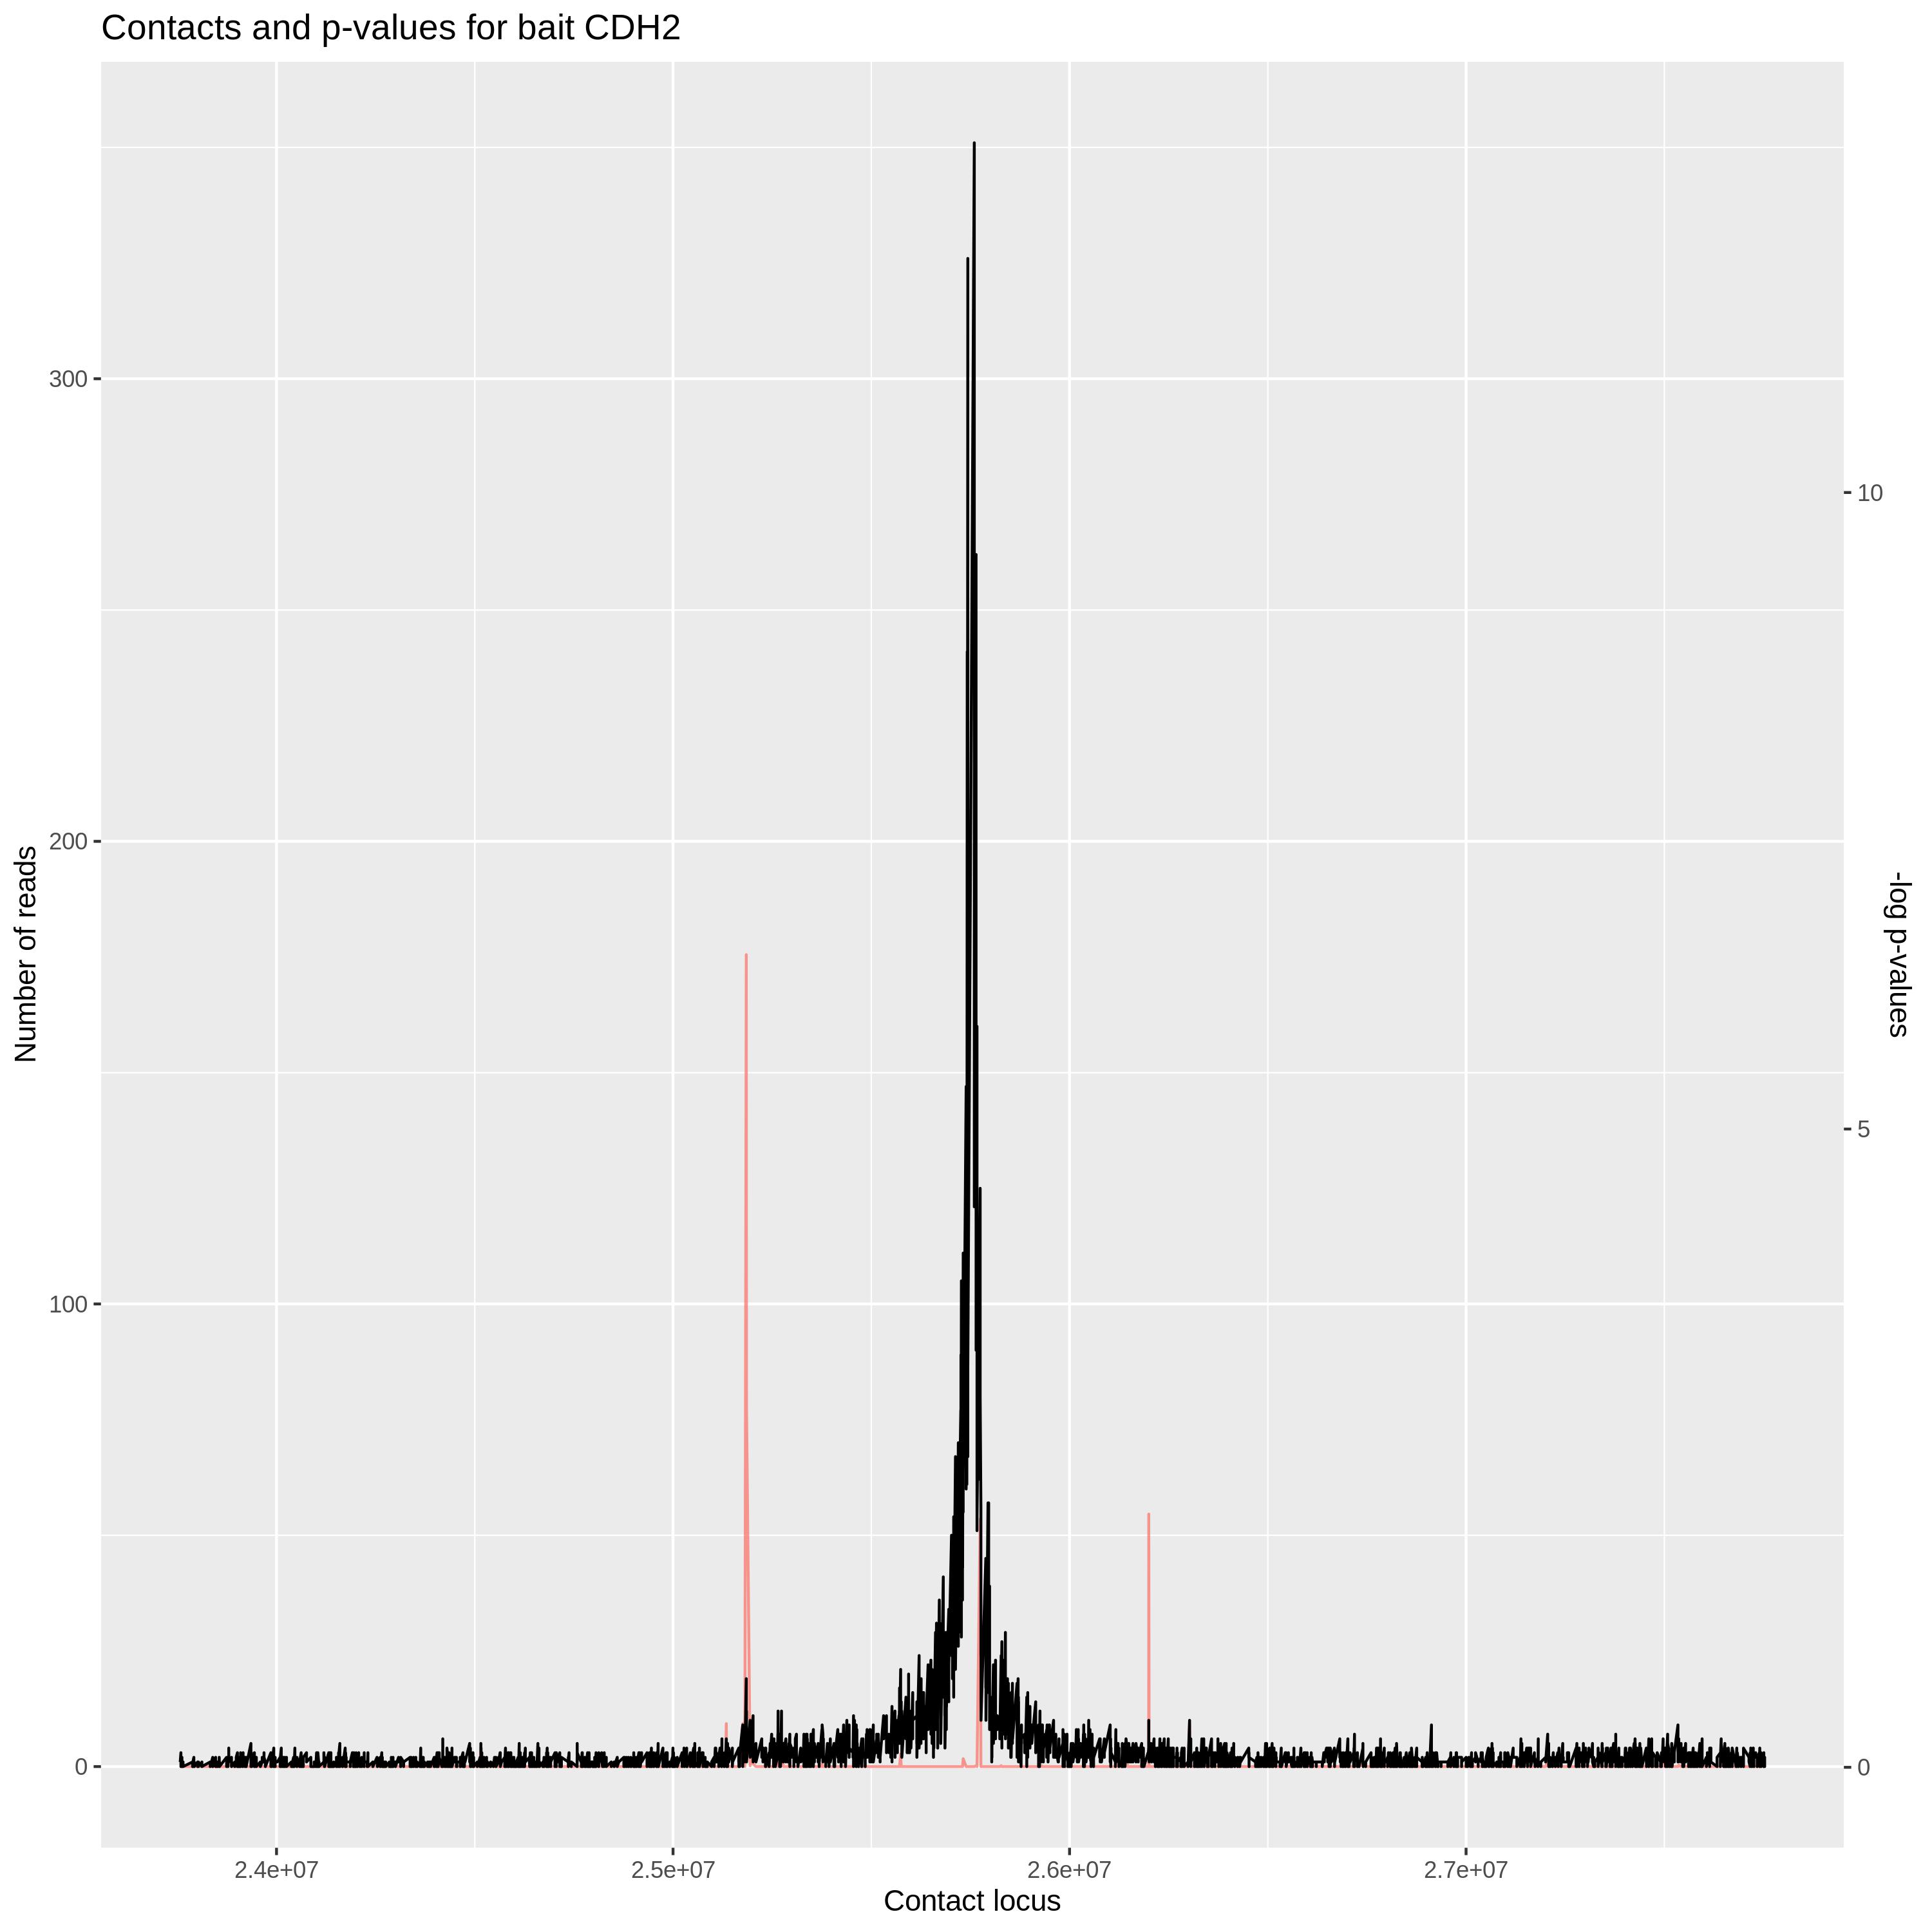 Contacts and p-values for bait CDH2
300
200
100
0
Number of reads
10
5
0
-log p-values
2.4e+07
2.5e+07
2.6e+07
2.7e+07
Contact locus